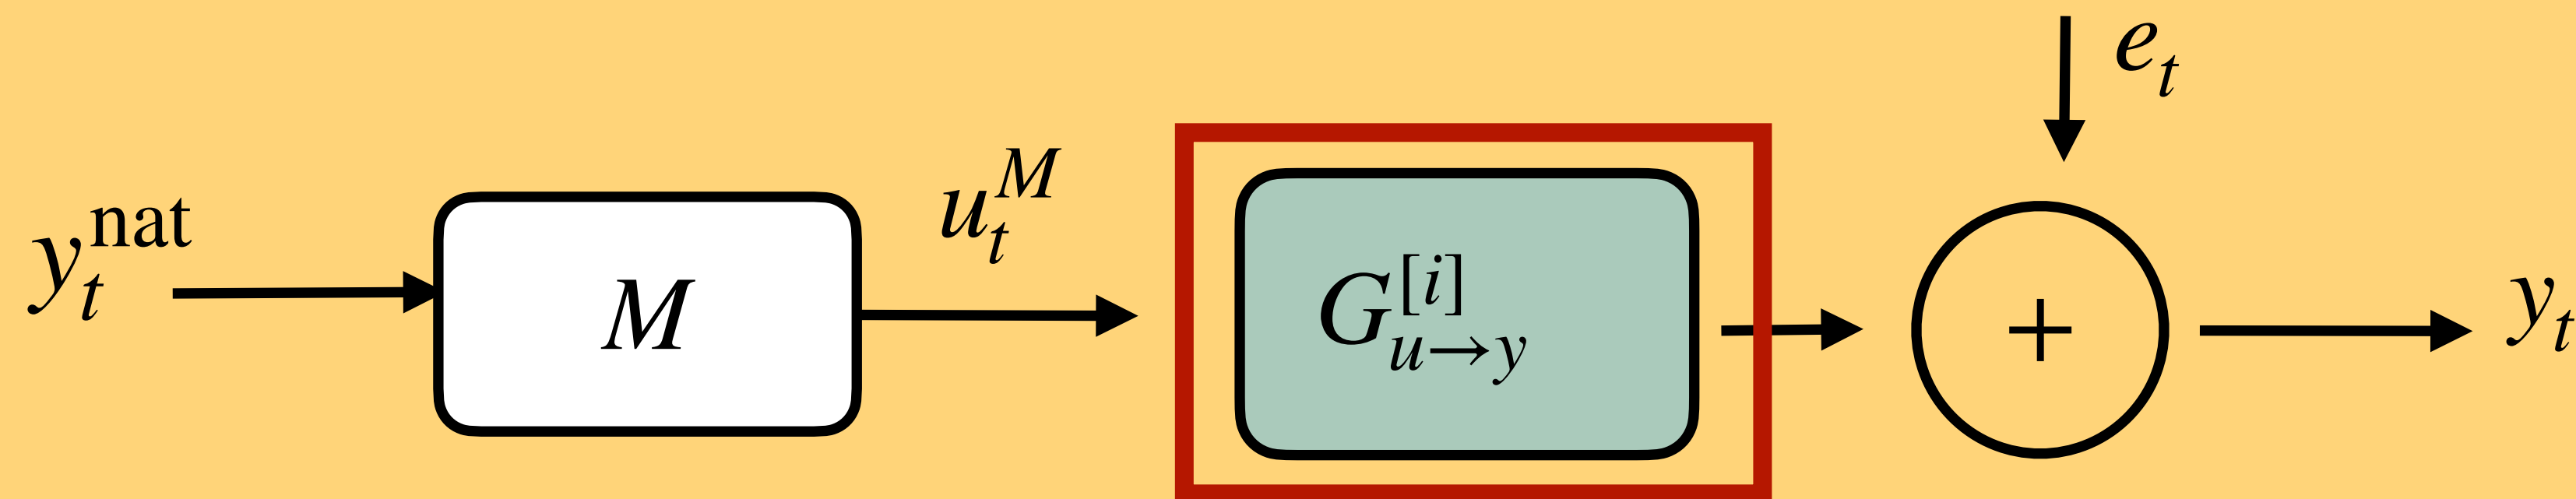 y_t^nat
M
u_t^M
G_{u→y}^{[i]}
e_t
+
y_t